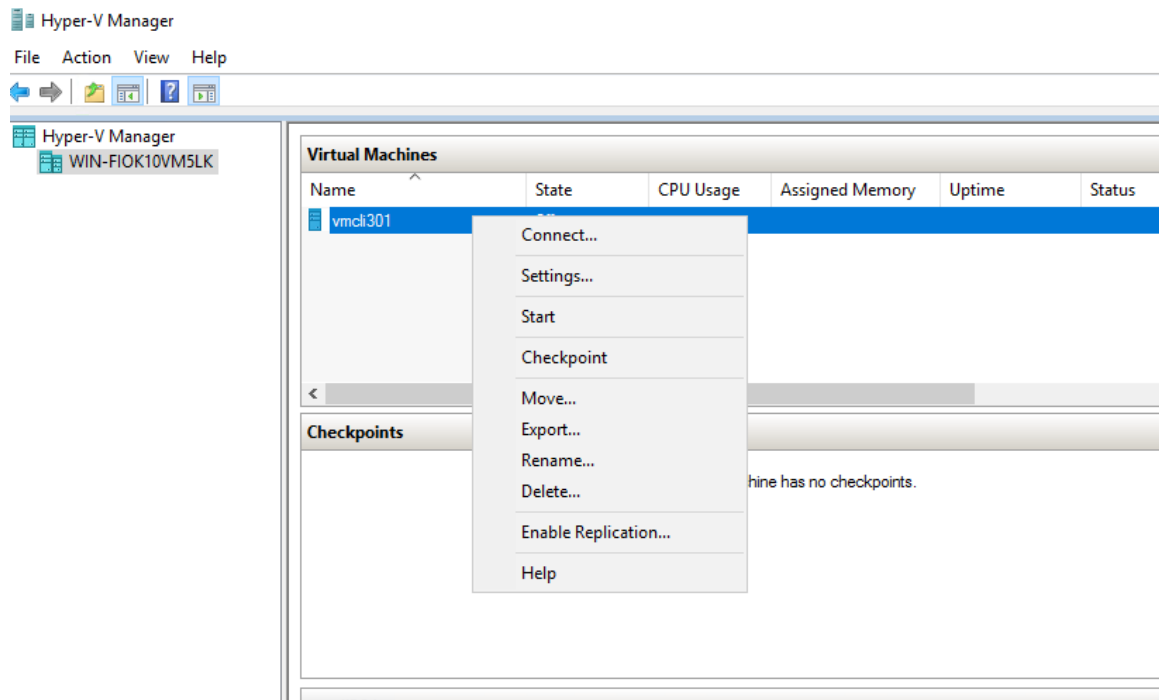 Hyper-V Manager
File Action View Help
Hyper-V Manager
WIN-FIOK10VM5LK
Virtual Machines
Name State CPU Usage Assigned Memory Uptime Status
vmcli301
Connect...
Settings...
Start
Checkpoint
Move...
Export...
Rename...
Delete...
Enable Replication...
Help
Checkpoints
hine has no checkpoints.